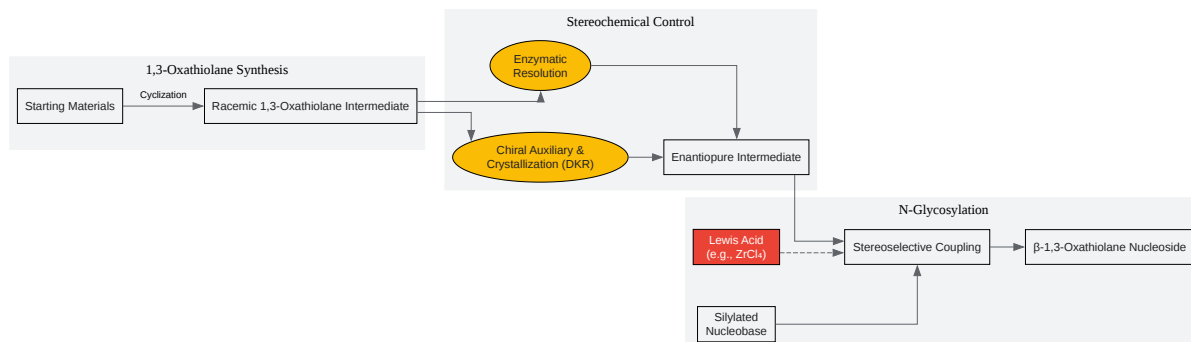 Stereochemical Control
Enzymatic
Resolution
1,3-Oxathiolane Synthesis
Starting Materials
Cyclization
Racemic 1,3-Oxathiolane Intermediate
Chiral Auxiliary &
Crystallization (DKR)
Enantiopure Intermediate
N-Glycosylation
Lewis Acid
(e.g., ZrCl₄)
Stereoselective Coupling
β-1,3-Oxathiolane Nucleoside
Silylated
Nucleobase